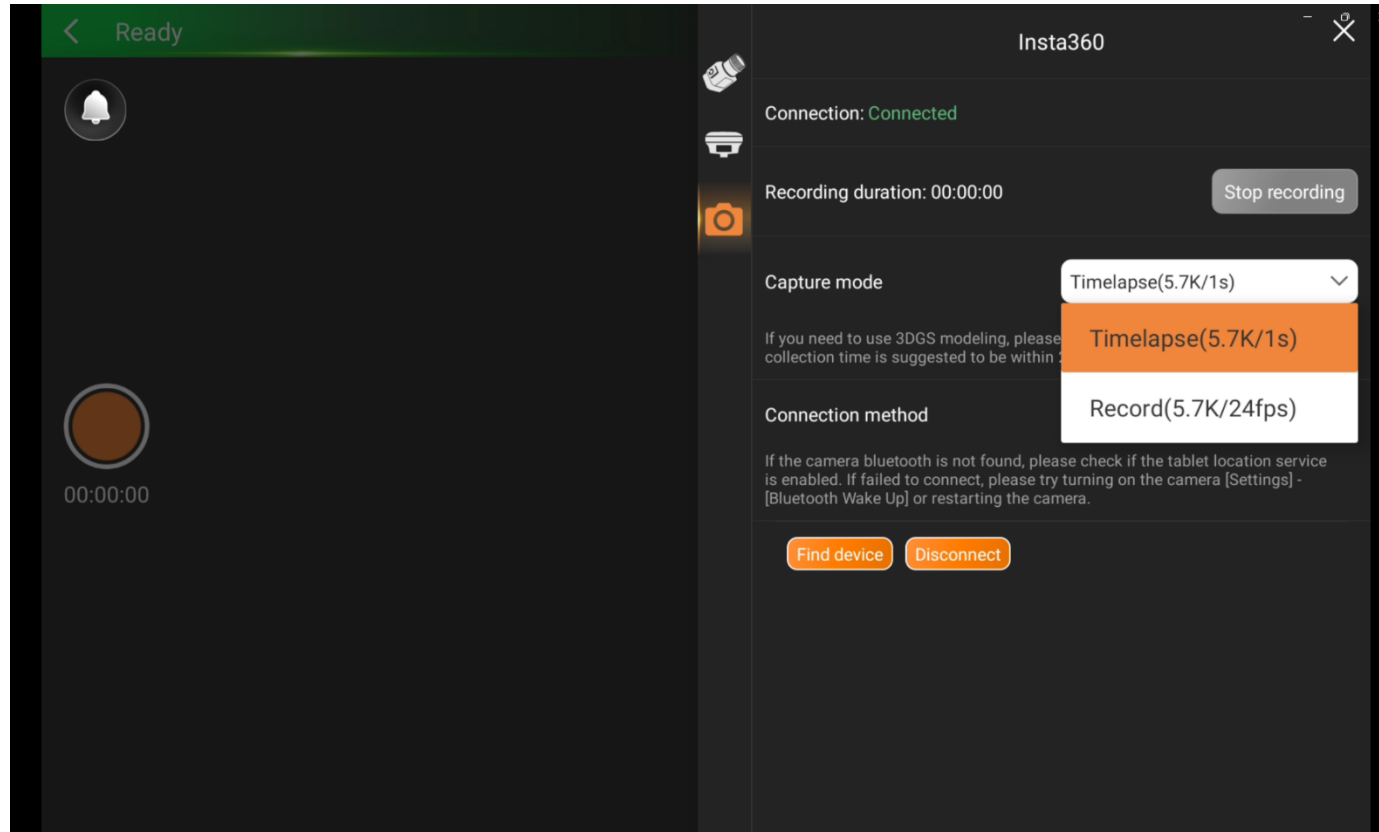 Ready
Insta360
Connection: Connected
Recording duration: 00:00:00
Stop recording
Capture mode
Timelapse(5.7K/1s)
If you need to use 3DGS modeling, please
collection time is suggested to be within
Timelapse(5.7K/1s)
Record(5.7K/24fps)
Connection method
If the camera bluetooth is not found, please check if the tablet location service
is enabled. If failed to connect, please try turning on the camera [Settings] -
[Bluetooth Wake Up] or restarting the camera.
00:00:00
Find device
Disconnect